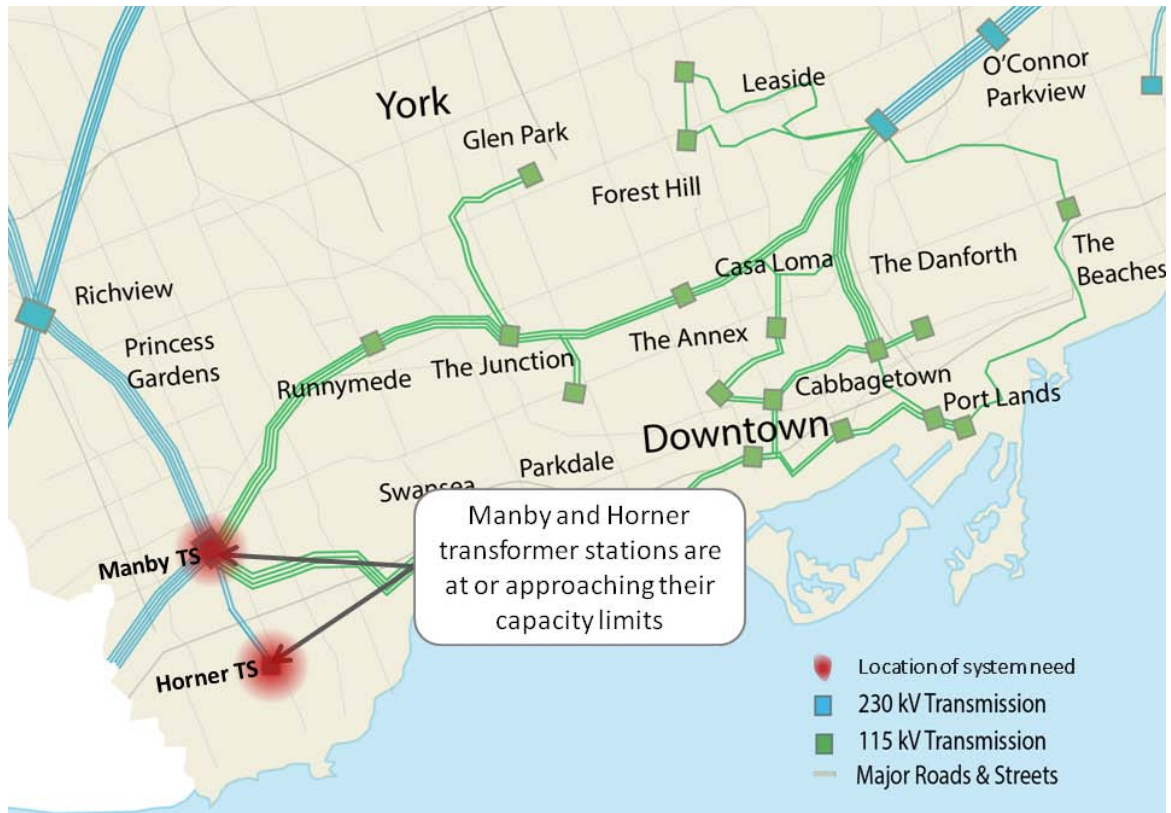 York
Leaside
O'Connor
Parkview
Glen Park
Forest Hill
Richview
Princess
Gardens
Casa Loma
The Danforth
The
Beaches
Runnymede
The Junction
The Annex
Cabbagetown
Port Lands
Downtown
Parkdale
Swansea
Manby TS
Horner TS
Manby and Horner
transformer stations are
at or approaching their
capacity limits
Location of system need
230 kV Transmission
115 kV Transmission
Major Roads & Streets